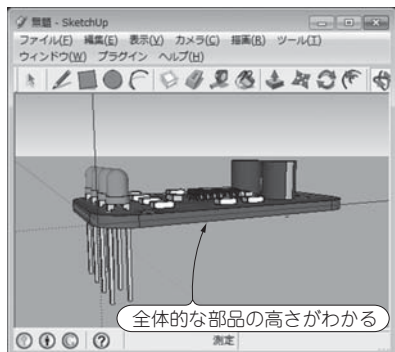 無題 - SketchUp
ファイル(F) 編集(E) 表示(V) カメラ(C) 描画(R) ツール(T)
ウィンドウ(W) プラグイン ヘルプ(H)
全体的な部品の高さがわかる
測定